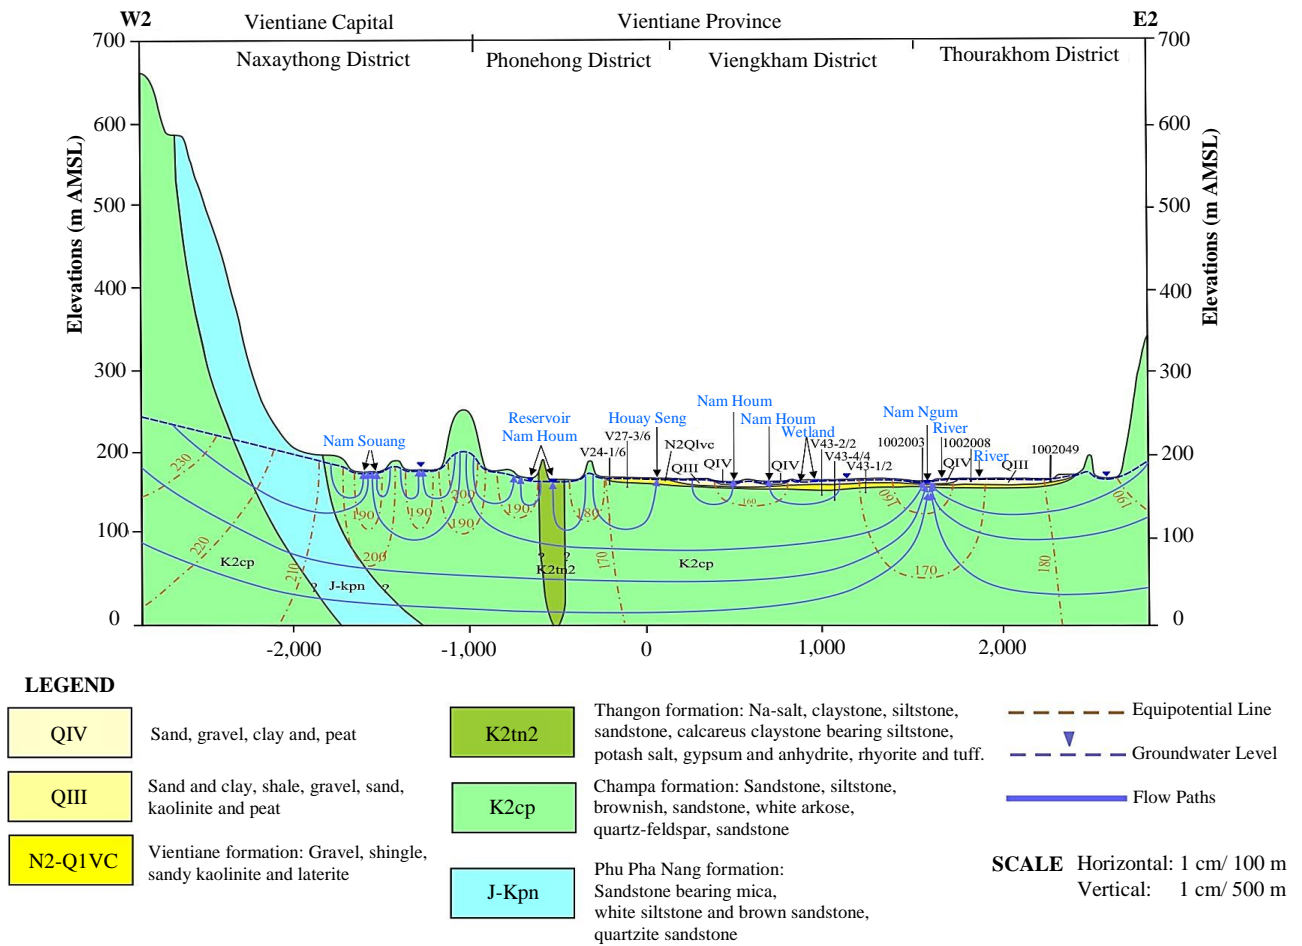 W2
Vientiane Capital
Vientiane Province
E2
700
700
Naxaythong District
Phonehong District
Viengkham District
Thourakhom District
600
600
500
500
400
400
300
300
200
200
100
100
0
0
Elevations (m AMSL)
Elevations (m AMSL)
Nam Souang
Reservoir
Nam Houm
Houay Seng
Nam Houm
Nam Houm
Wetland
Nam Ngum
River
River
V24-1/6
V27-3/6
N2Qlvc
QIII
QIV
QIV
V43-2/2
V43-4/4
V43-1/2
1002003
1002008
QIV
QIII
1002049
230
220
210
190
200
190
200
190
190
180
170
160
160
170
180
190
K2cp
?
J-kpn
?
?
?
K2tn2
K2cp
-2,000
-1,000
0
1,000
2,000
LEGEND
QIV
Sand, gravel, clay and, peat
QIII
Sand and clay, shale, gravel, sand,
kaolinite and peat
N2-Q1VC
Vientiane formation: Gravel, shingle,
sandy kaolinite and laterite
K2tn2
Thangon formation: Na-salt, claystone, siltstone,
sandstone, calcareus claystone bearing siltstone,
potash salt, gypsum and anhydrite, rhyorite and tuff.
K2cp
Champa formation: Sandstone, siltstone,
brownish, sandstone, white arkose,
quartz-feldspar, sandstone
J-Kpn
Phu Pha Nang formation:
Sandstone bearing mica,
white siltstone and brown sandstone,
quartzite sandstone
Equipotential Line
Groundwater Level
Flow Paths
SCALE Horizontal: 1 cm/ 100 m
Vertical: 1 cm/ 500 m